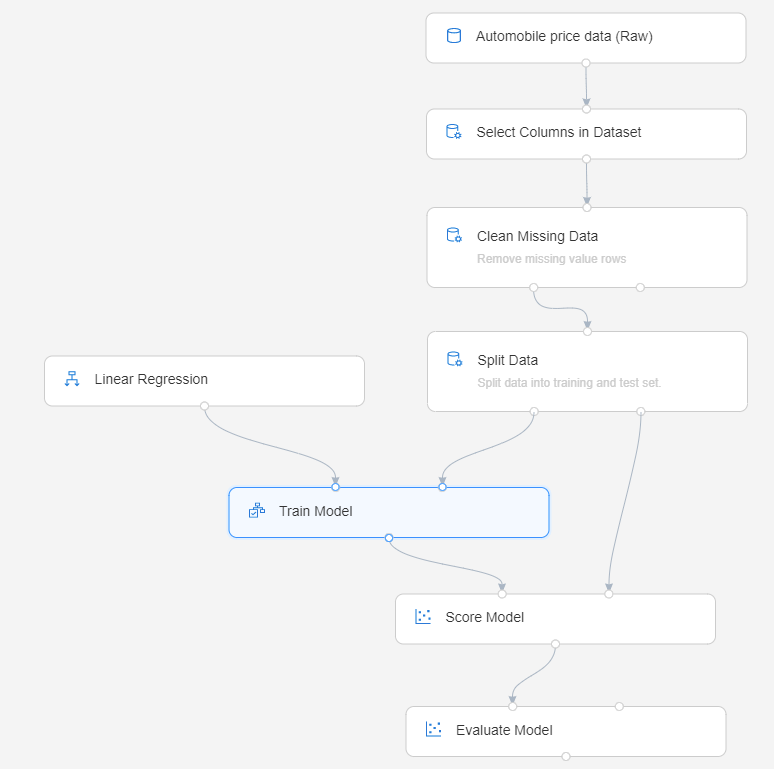 Automobile price data (Raw)
Select Columns in Dataset
Clean Missing Data
Remove missing value rows
Split Data
Split data into training and test set.
Linear Regression
Train Model
Score Model
Evaluate Model